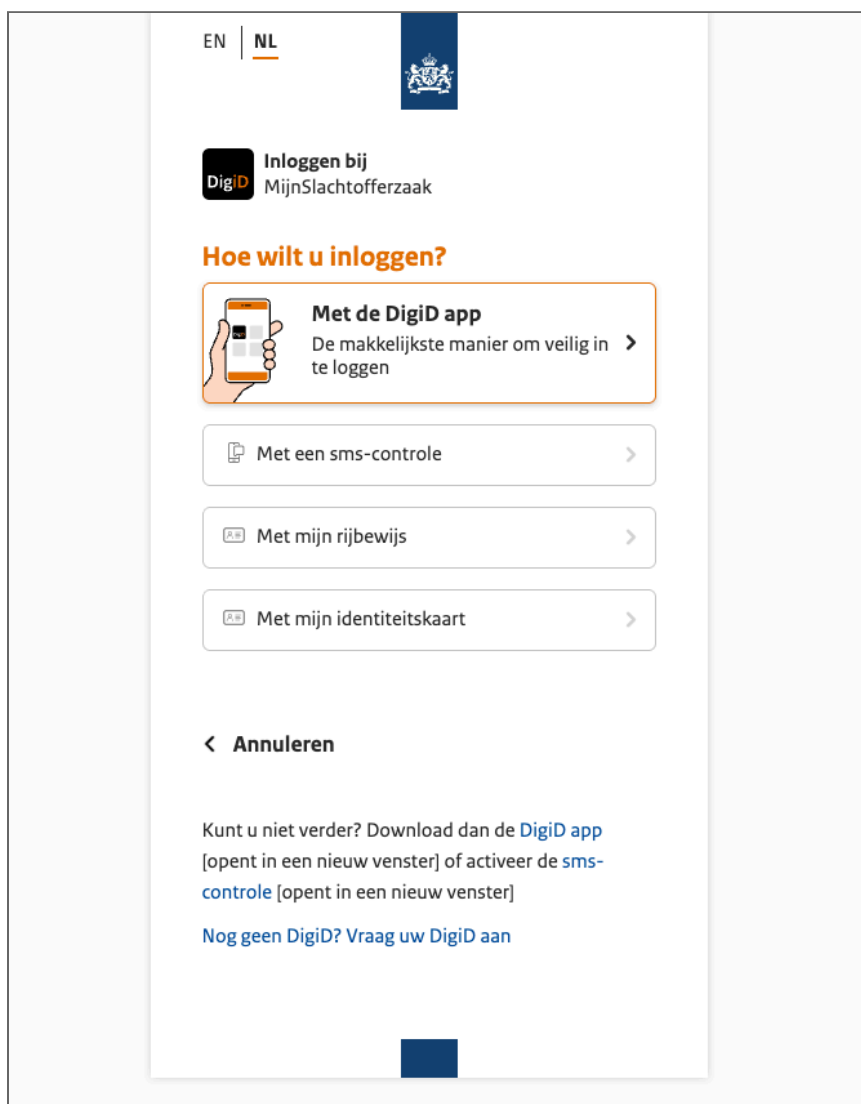 EN | NL
DigiD
Inloggen bij
MijnSlachtofferzaak
Hoe wilt u inloggen?
Met de DigiD app
De makkelijkste manier om veilig in
te loggen
Met een sms-controle
Met mijn rijbewijs
Met mijn identiteitskaart
Annuleren
Kunt u niet verder? Download dan de DigiD app
[opent in een nieuw venster] of activeer de sms-
controle [opent in een nieuw venster]
Nog geen DigiD? Vraag uw DigiD aan